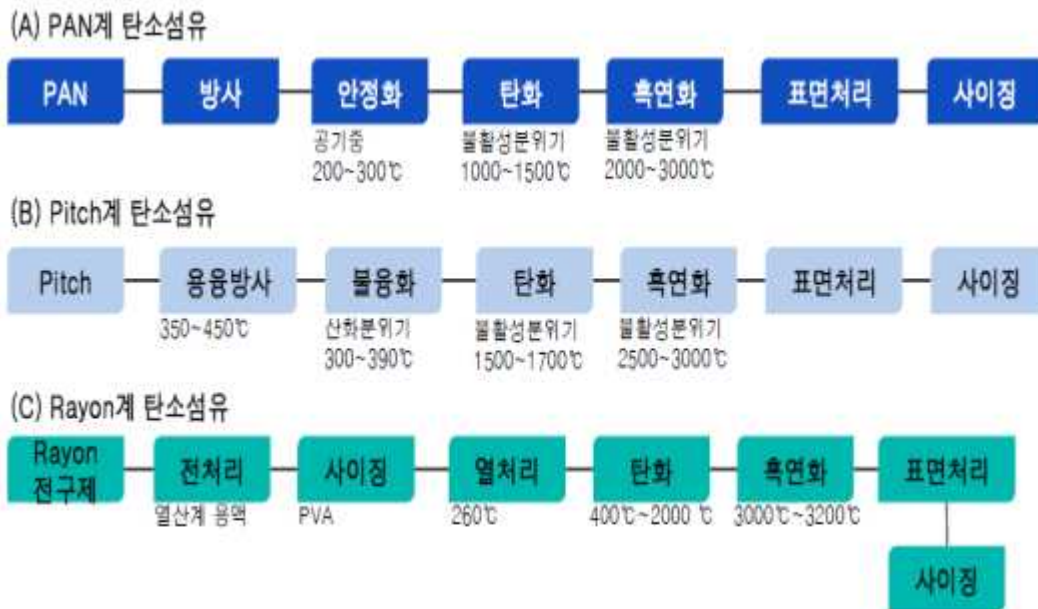 (A) PAN계 탄소섬유
PAN 방사 안정화 탄화 흑연화 표면처리 사이징
공기중 불활성분위기 불활성분위기
200~300℃ 1000~1500℃ 2000~3000℃
(B) Pitch계 탄소섬유
Pitch 용융방사 불융화 탄화 흑연화 표면처리 사이징
350~450℃ 산화분위기 불활성분위기 불활성분위기
300~390℃ 1500~1700℃ 2500~3000℃
(C) Rayon계 탄소섬유
Rayon
전구제 전처리 사이징 열처리 탄화 흑연화 표면처리
열산계 용액 PVA 260℃ 400℃~2000 ℃ 3000℃~3200℃
사이징